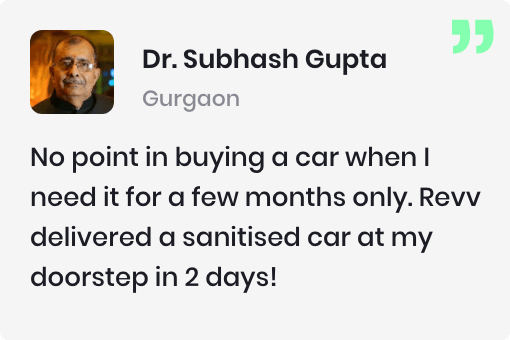 Dr. Subhash Gupta
Gurgaon
No point in buying a car when I
need it for a few months only. Revv
delivered a sanitised car at my
doorstep in 2 days!